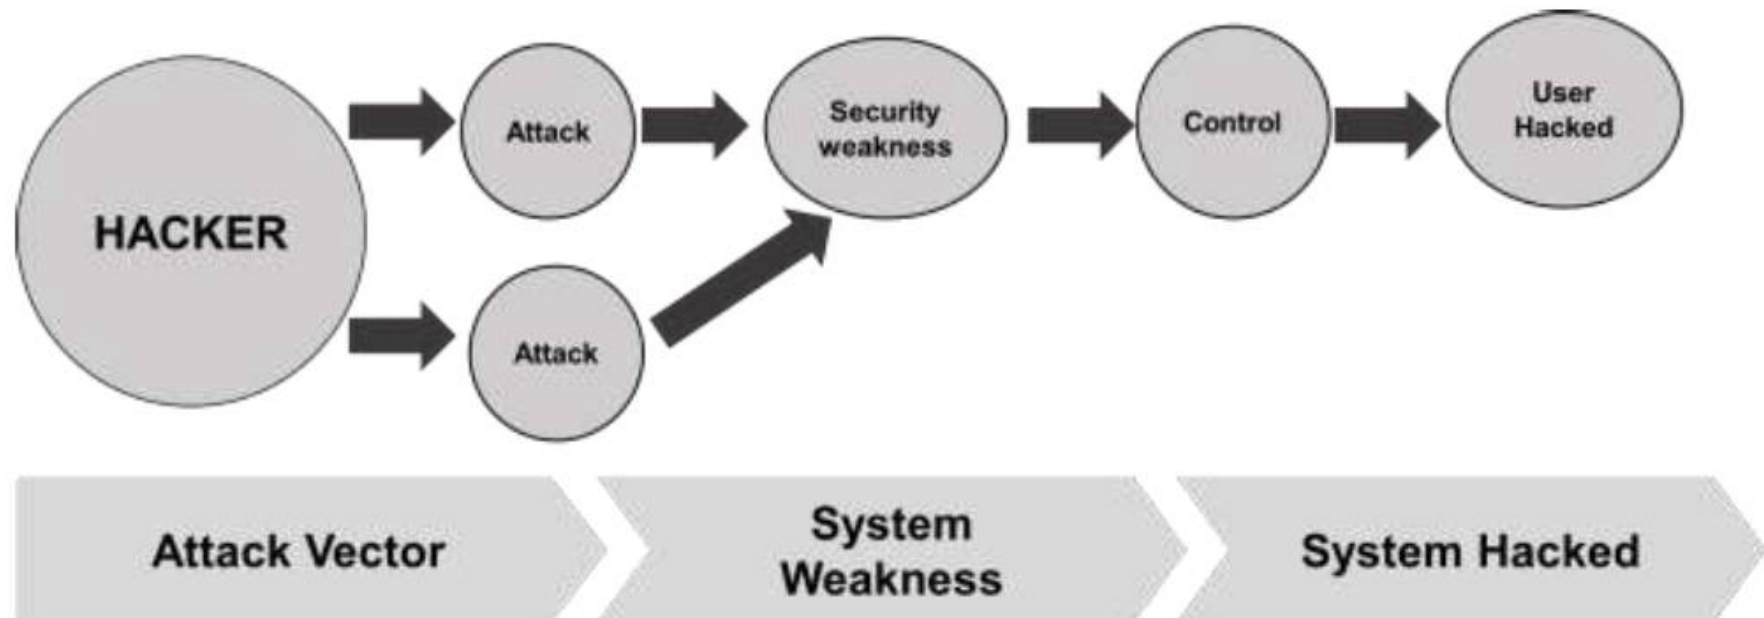 HACKER
Attack
Attack
Security
weakness
Control
User
Hacked
Attack Vector
System
Weakness
System Hacked